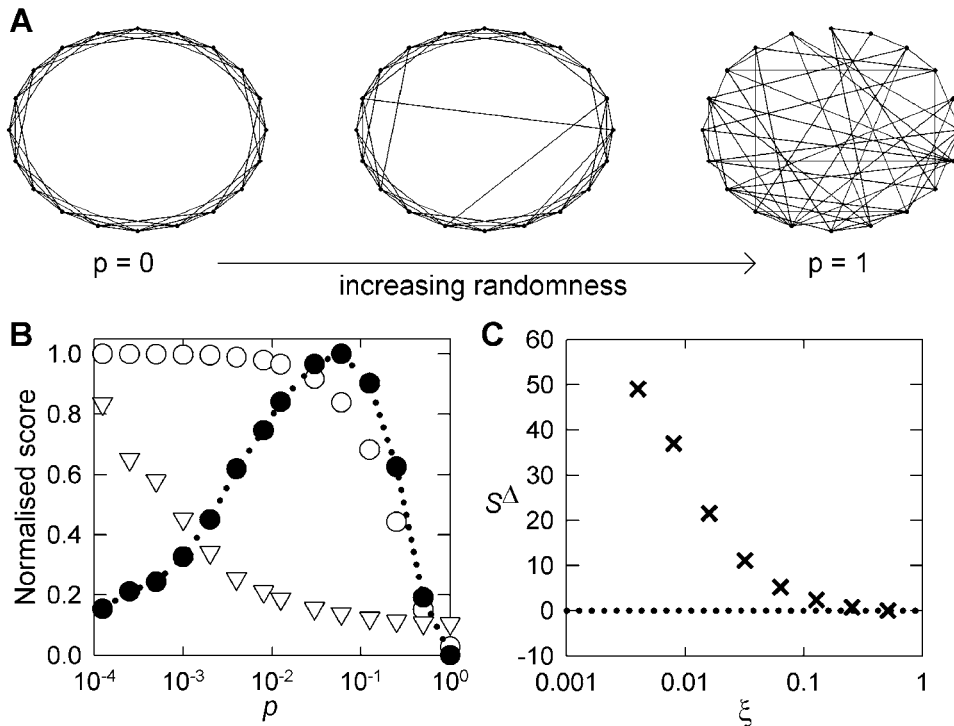 A
p = 0
p = 1
increasing randomness
B
Normalised score
1.0
0.8
0.6
0.4
0.2
0.0
10⁻⁴
10⁻³
10⁻²
10⁻¹
10⁰
p
C
S^Δ
60
50
40
30
20
10
0
-10
0.001
0.01
0.1
1
ξ